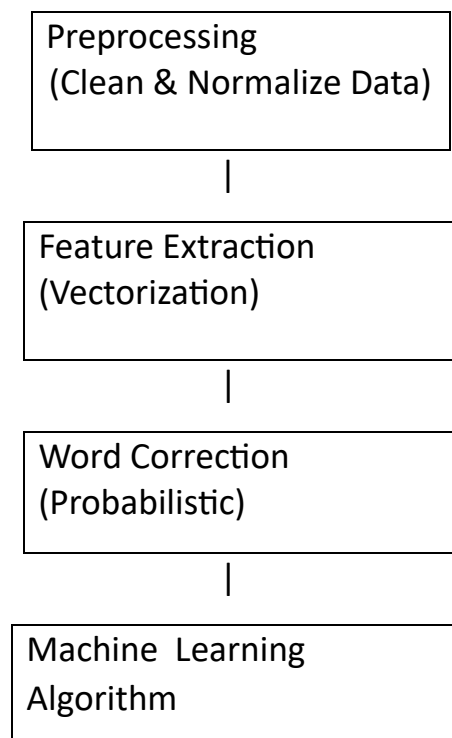 Preprocessing
(Clean & Normalize Data)
|
Feature Extraction
(Vectorization)
|
Word Correction
(Probabilistic)
|
Machine Learning
Algorithm